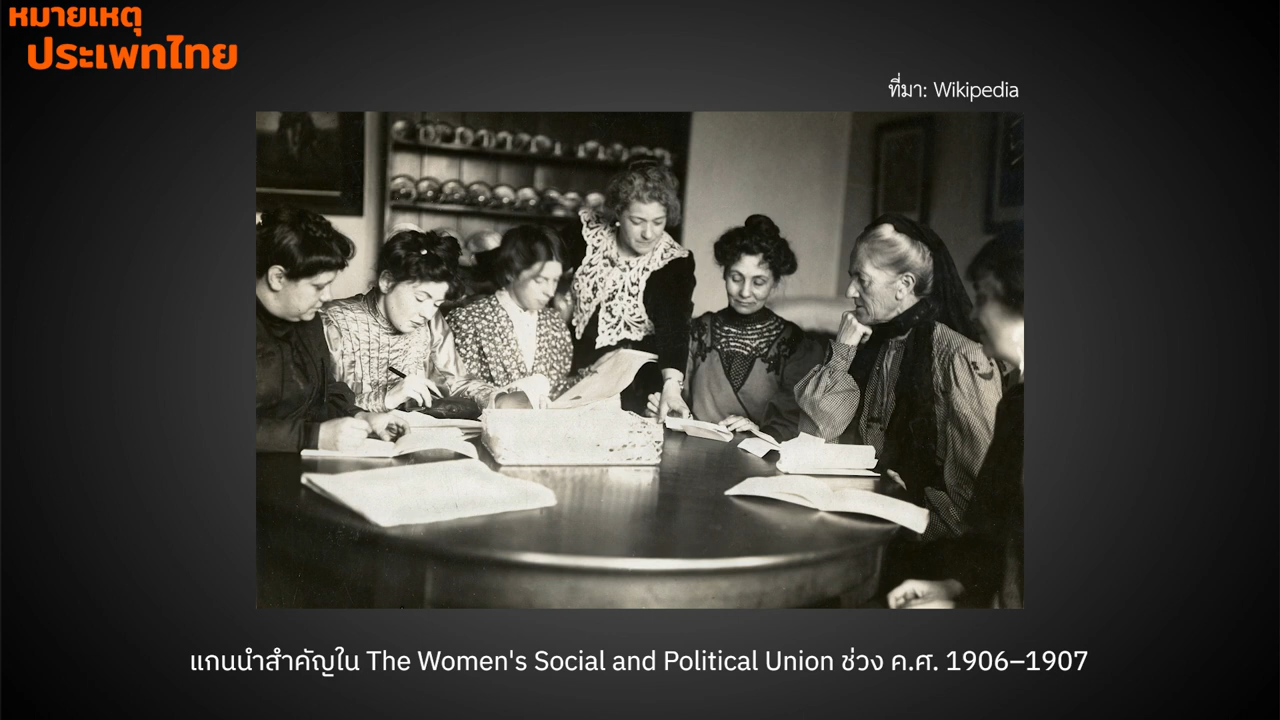 หมายเหตุ
ประเพทไทย
ที่มา: Wikipedia
แกนนำสำคัญใน The Women's Social and Political Union ช่วง ค.ศ. 1906–1907